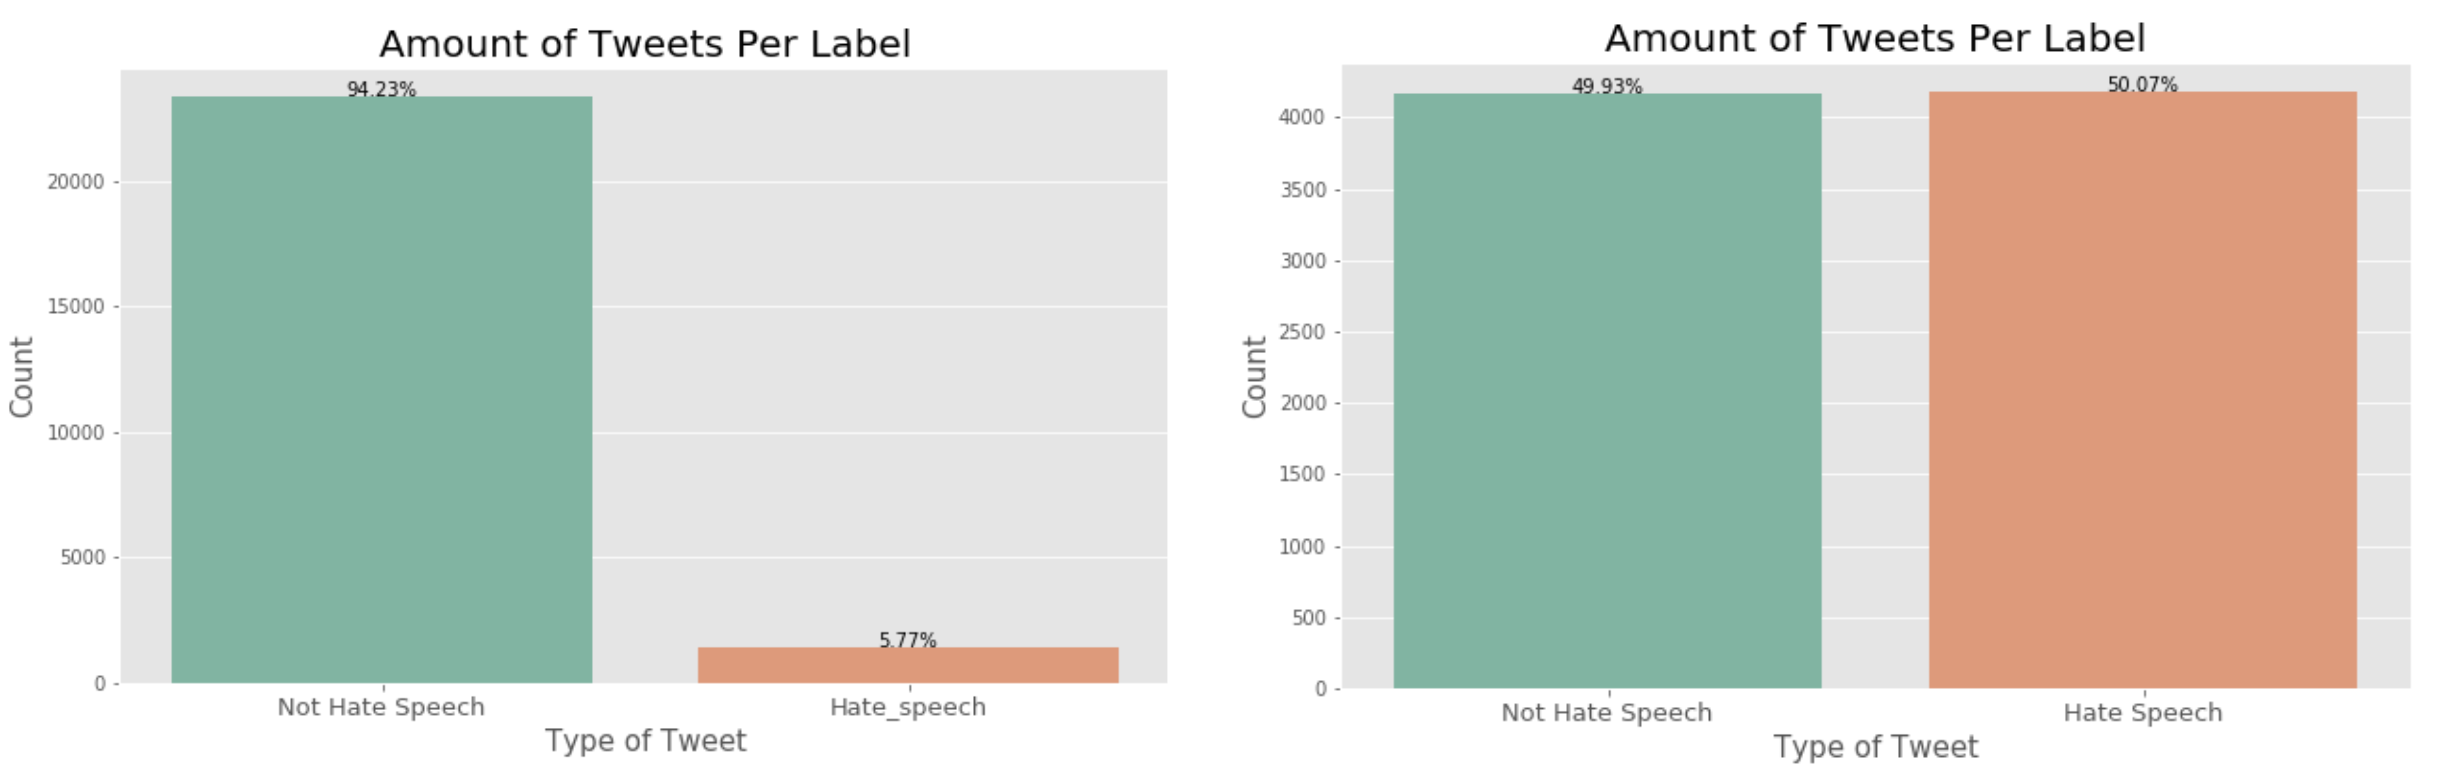 Amount of Tweets Per Label
94.23%
20000
15000
10000
5000
0
Count
5.77%
Not Hate Speech
Hate_speech
Type of Tweet
Amount of Tweets Per Label
49.93%
50.07%
4000
3500
3000
2500
2000
1500
1000
500
0
Count
Not Hate Speech
Hate Speech
Type of Tweet